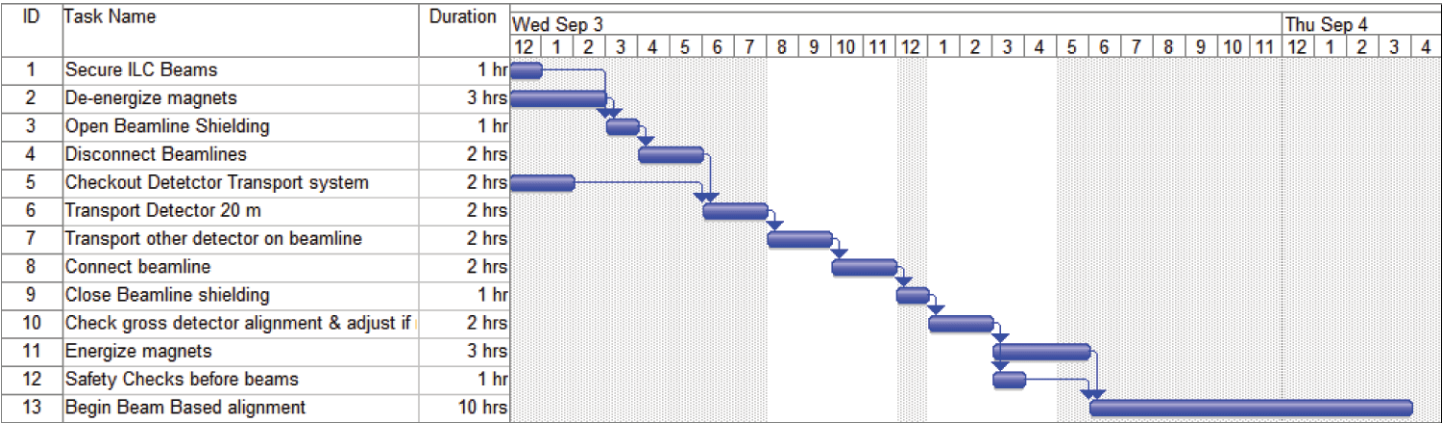 ID Task Name Duration Wed Sep 3 Thu Sep 4
12 1 2 3 4 5 6 7 8 9 10 11 12 1 2 3 4 5 6 7 8 9 10 11 12 1 2 3 4
1 Secure ILC Beams 1 hr
2 De-energize magnets 3 hrs
3 Open Beamline Shielding 1 hr
4 Disconnect Beamlines 2 hrs
5 Checkout Detetctor Transport system 2 hrs
6 Transport Detector 20 m 2 hrs
7 Transport other detector on beamline 2 hrs
8 Connect beamline 2 hrs
9 Close Beamline shielding 1 hr
10 Check gross detector alignment & adjust if 2 hrs
11 Energize magnets 3 hrs
12 Safety Checks before beams 1 hr
13 Begin Beam Based alignment 10 hrs